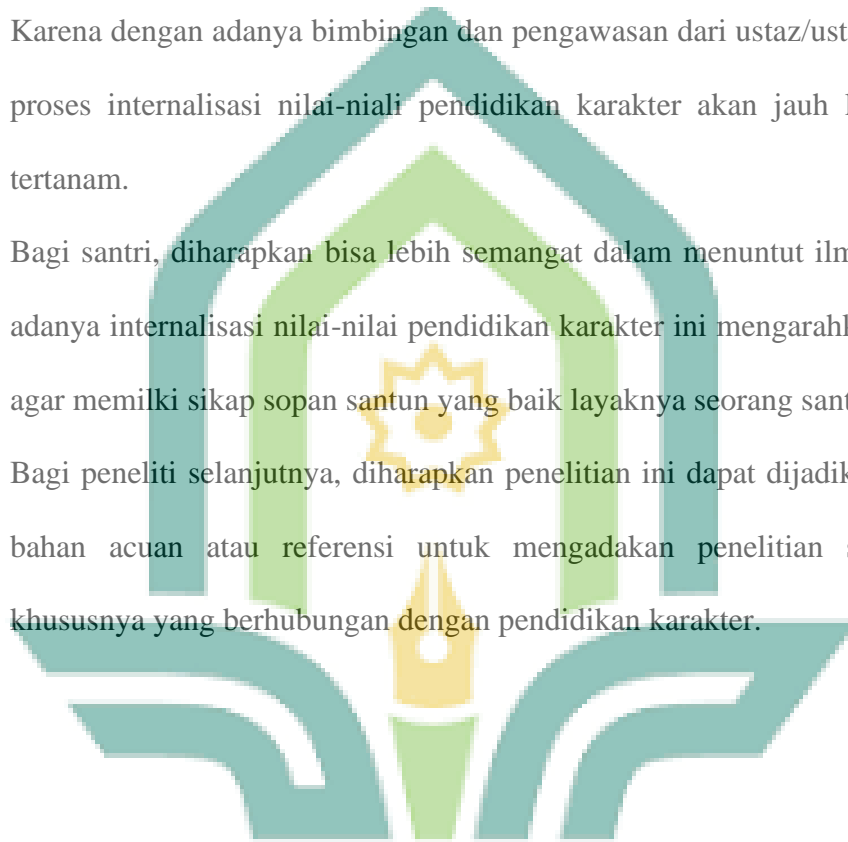 Karena dengan adanya bimbingan dan pengawasan dari ustaz/ust
proses internalisasi nilai-niali pendidikan karakter akan jauh
tertanam.
Bagi santri, diharapkan bisa lebih semangat dalam menuntut ilm
adanya internalisasi nilai-nilai pendidikan karakter ini mengarahk
agar memilki sikap sopan santun yang baik layaknya seorang sant
Bagi peneliti selanjutnya, diharapkan penelitian ini dapat dijadik
bahan acuan atau referensi untuk mengadakan penelitian s
khususnya yang berhubungan dengan pendidikan karakter.